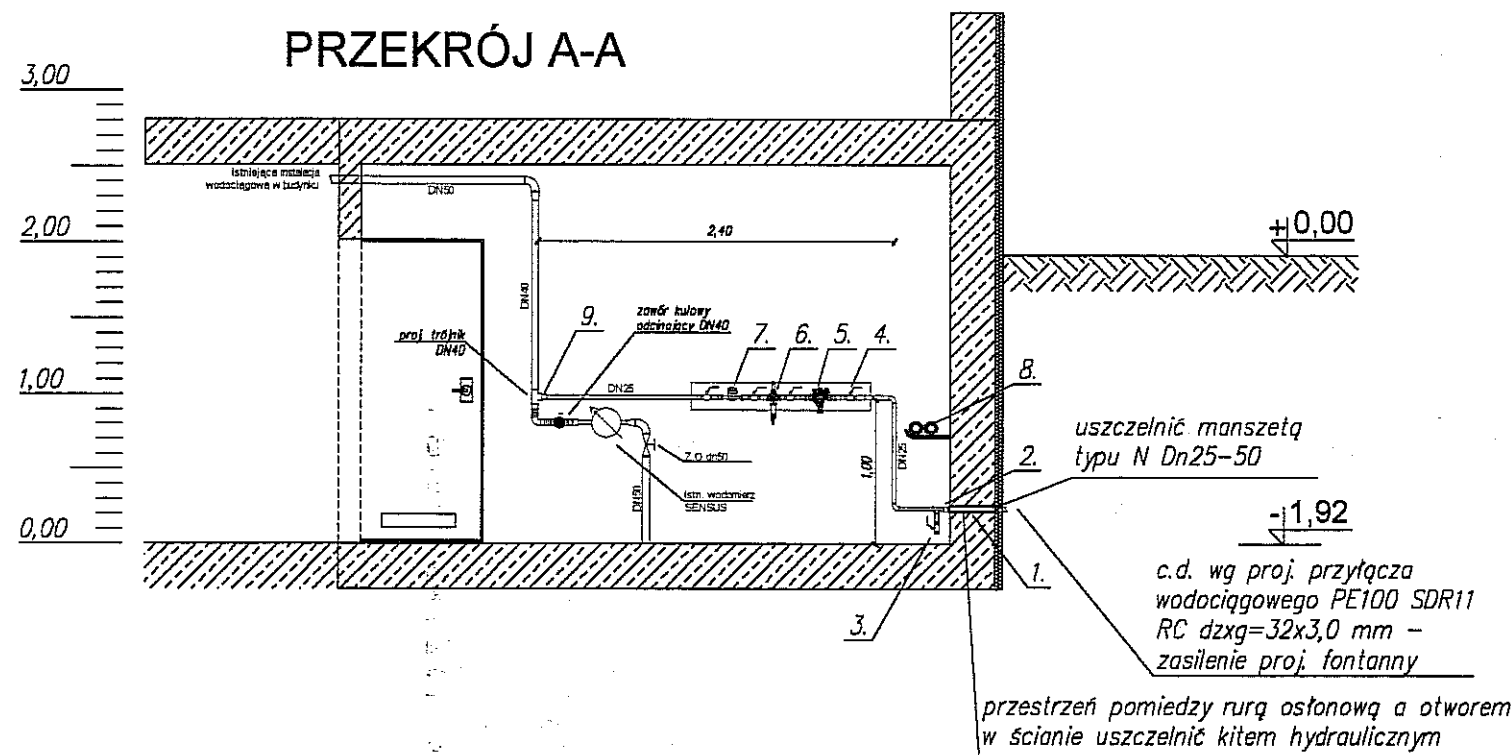 PRZEKRÓJ A-A
3,00
2,00
1,00
0,00
istniejąca instalacja
wodociągowa w budynku
DN50
2,40
DN40
proj. trójnik
DN40
9.
zawór kulowy
odcinający DN40
DN25
7.
6.
5.
4.
8.
+0,00
Z.O dn50
istn. wodomierz
SENSUS
DN50
1,00
DN25
2.
uszczelnić manszetą
typu N Dn25-50
-1,92
1.
3.
c.d. wg proj. przyłącza
wodociągowego PE100 SDR11
RC dzxg=32x3,0 mm -
zasilenie proj. fontanny
przestrzeń pomiędzy rurą osłonową a otworem
w ścianie uszczelnić kitem hydraulicznym